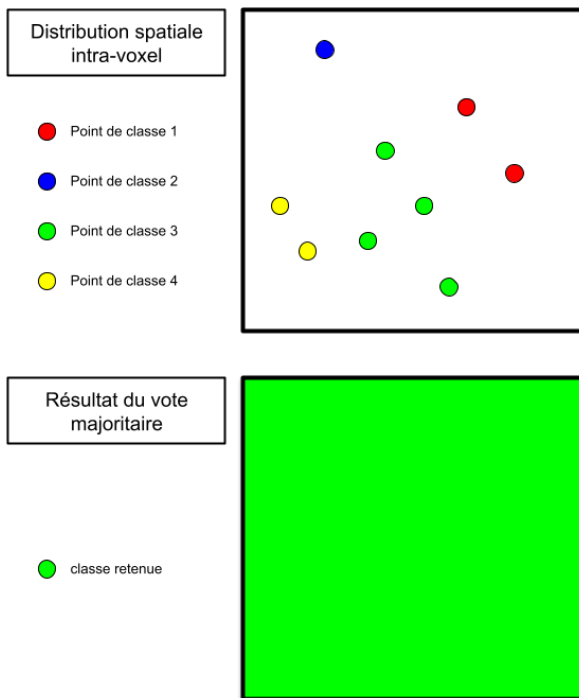 Distribution spatiale
intra-voxel
Point de classe 1
Point de classe 2
Point de classe 3
Point de classe 4
Résultat du vote
majoritaire
classe retenue